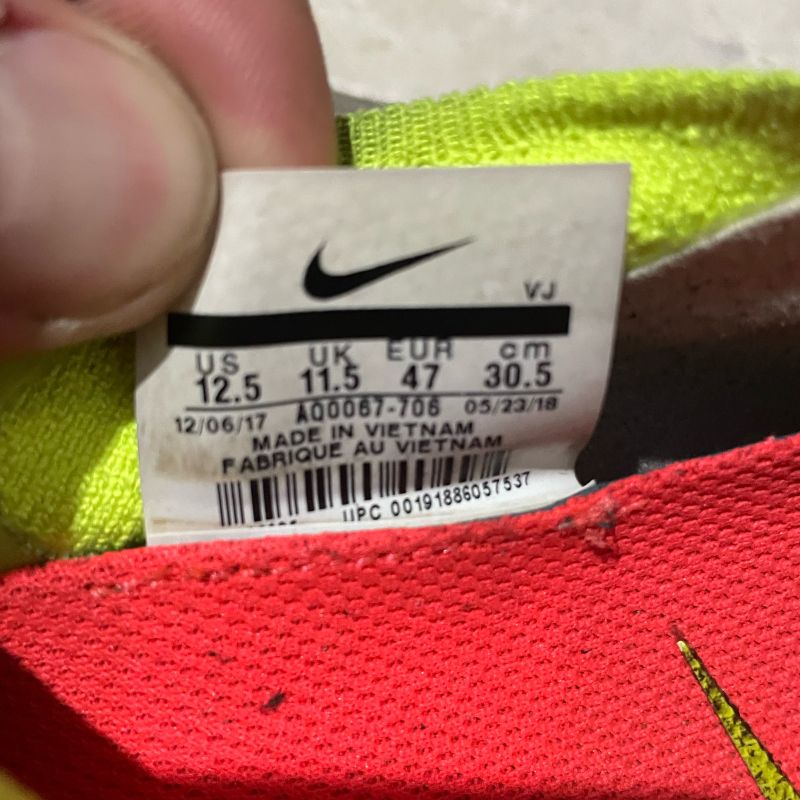 VJ
US UK EUR cm
12.5 11.5 47 30.5
12/06/17 AQ0067-706 05/23/18
MADE IN VIETNAM
FABRIQUE AU VIETNAM
UPC 00191886057537